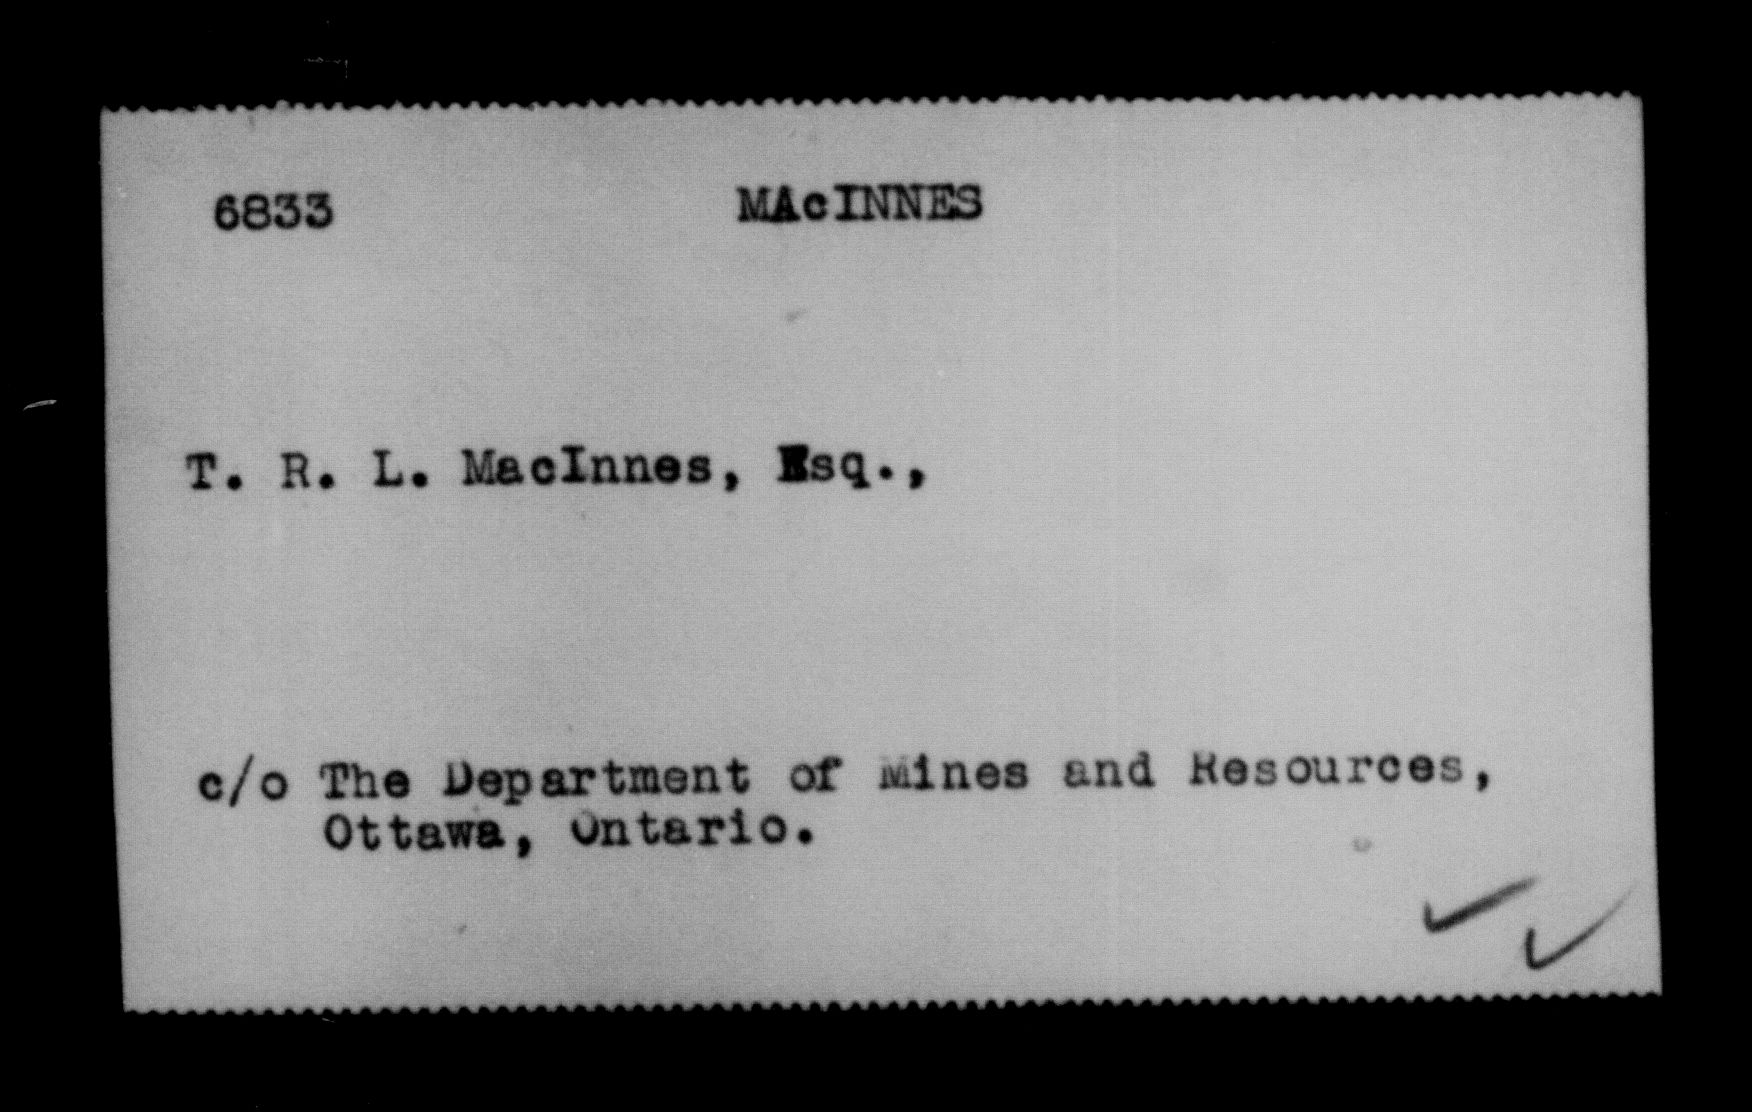 6833 MAcINNES
T. R. L. MacInnes, Esq.,
c/o The Department of Mines and Resources,
Ottawa, Ontario.